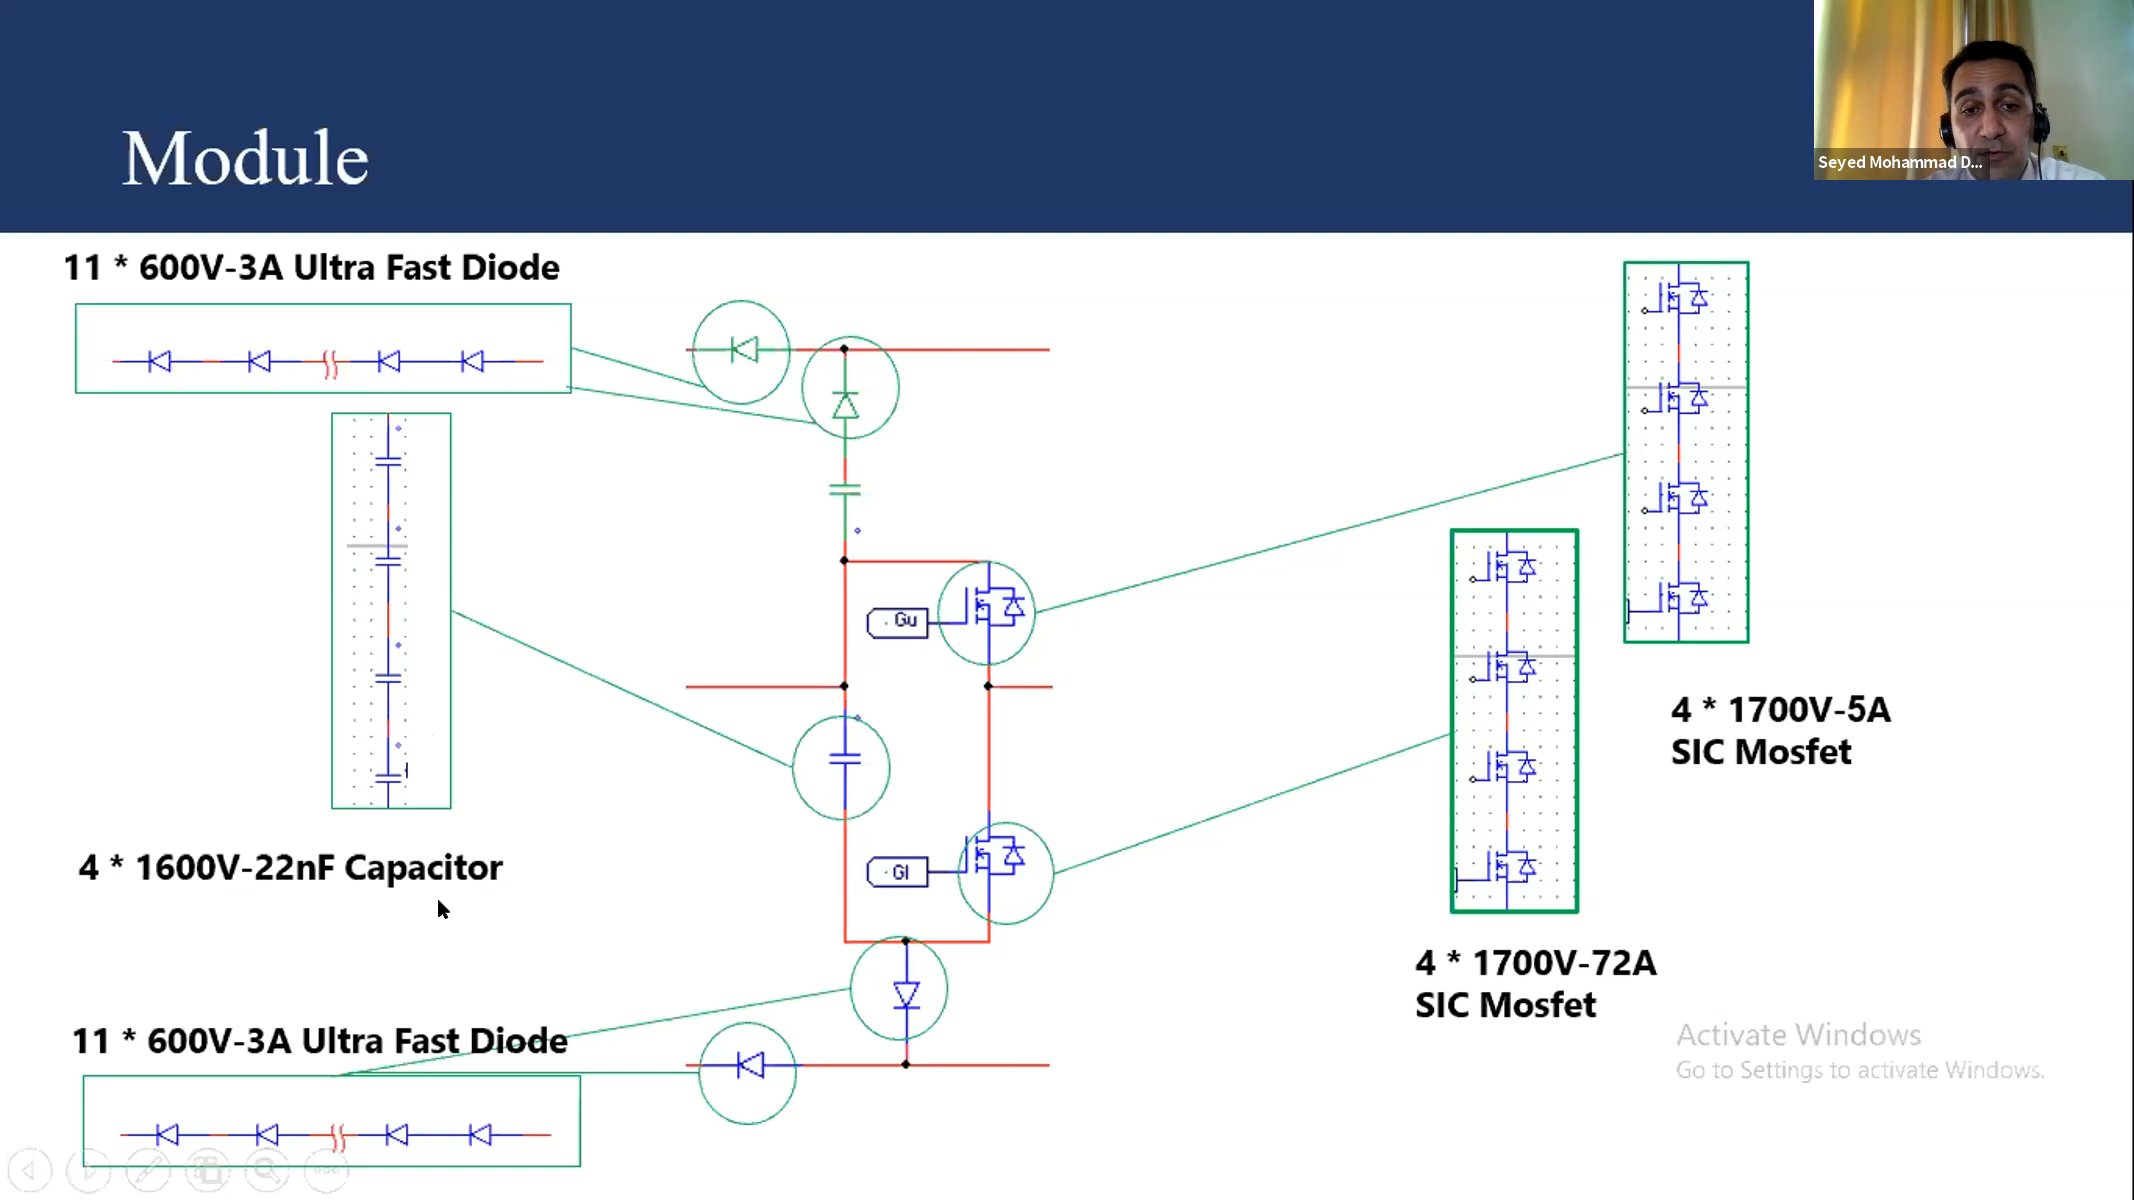 Module
Seyed Mohammad D...
11 * 600V-3A Ultra Fast Diode
Gu
4 * 1700V-5A
SIC Mosfet
4 * 1600V-22nF Capacitor
GI
4 * 1700V-72A
SIC Mosfet
11 * 600V-3A Ultra Fast Diode
Activate Windows
Go to Settings to activate Windows.